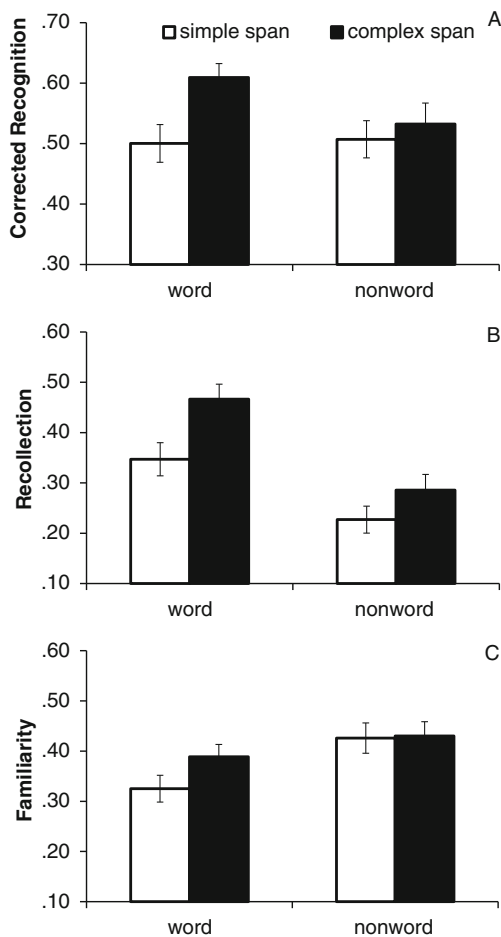 A
simple span complex span
Corrected Recognition
.70
.60
.50
.40
.30
word nonword
B
Recollection
.60
.50
.40
.30
.20
.10
word nonword
C
Familiarity
.60
.50
.40
.30
.20
.10
word nonword